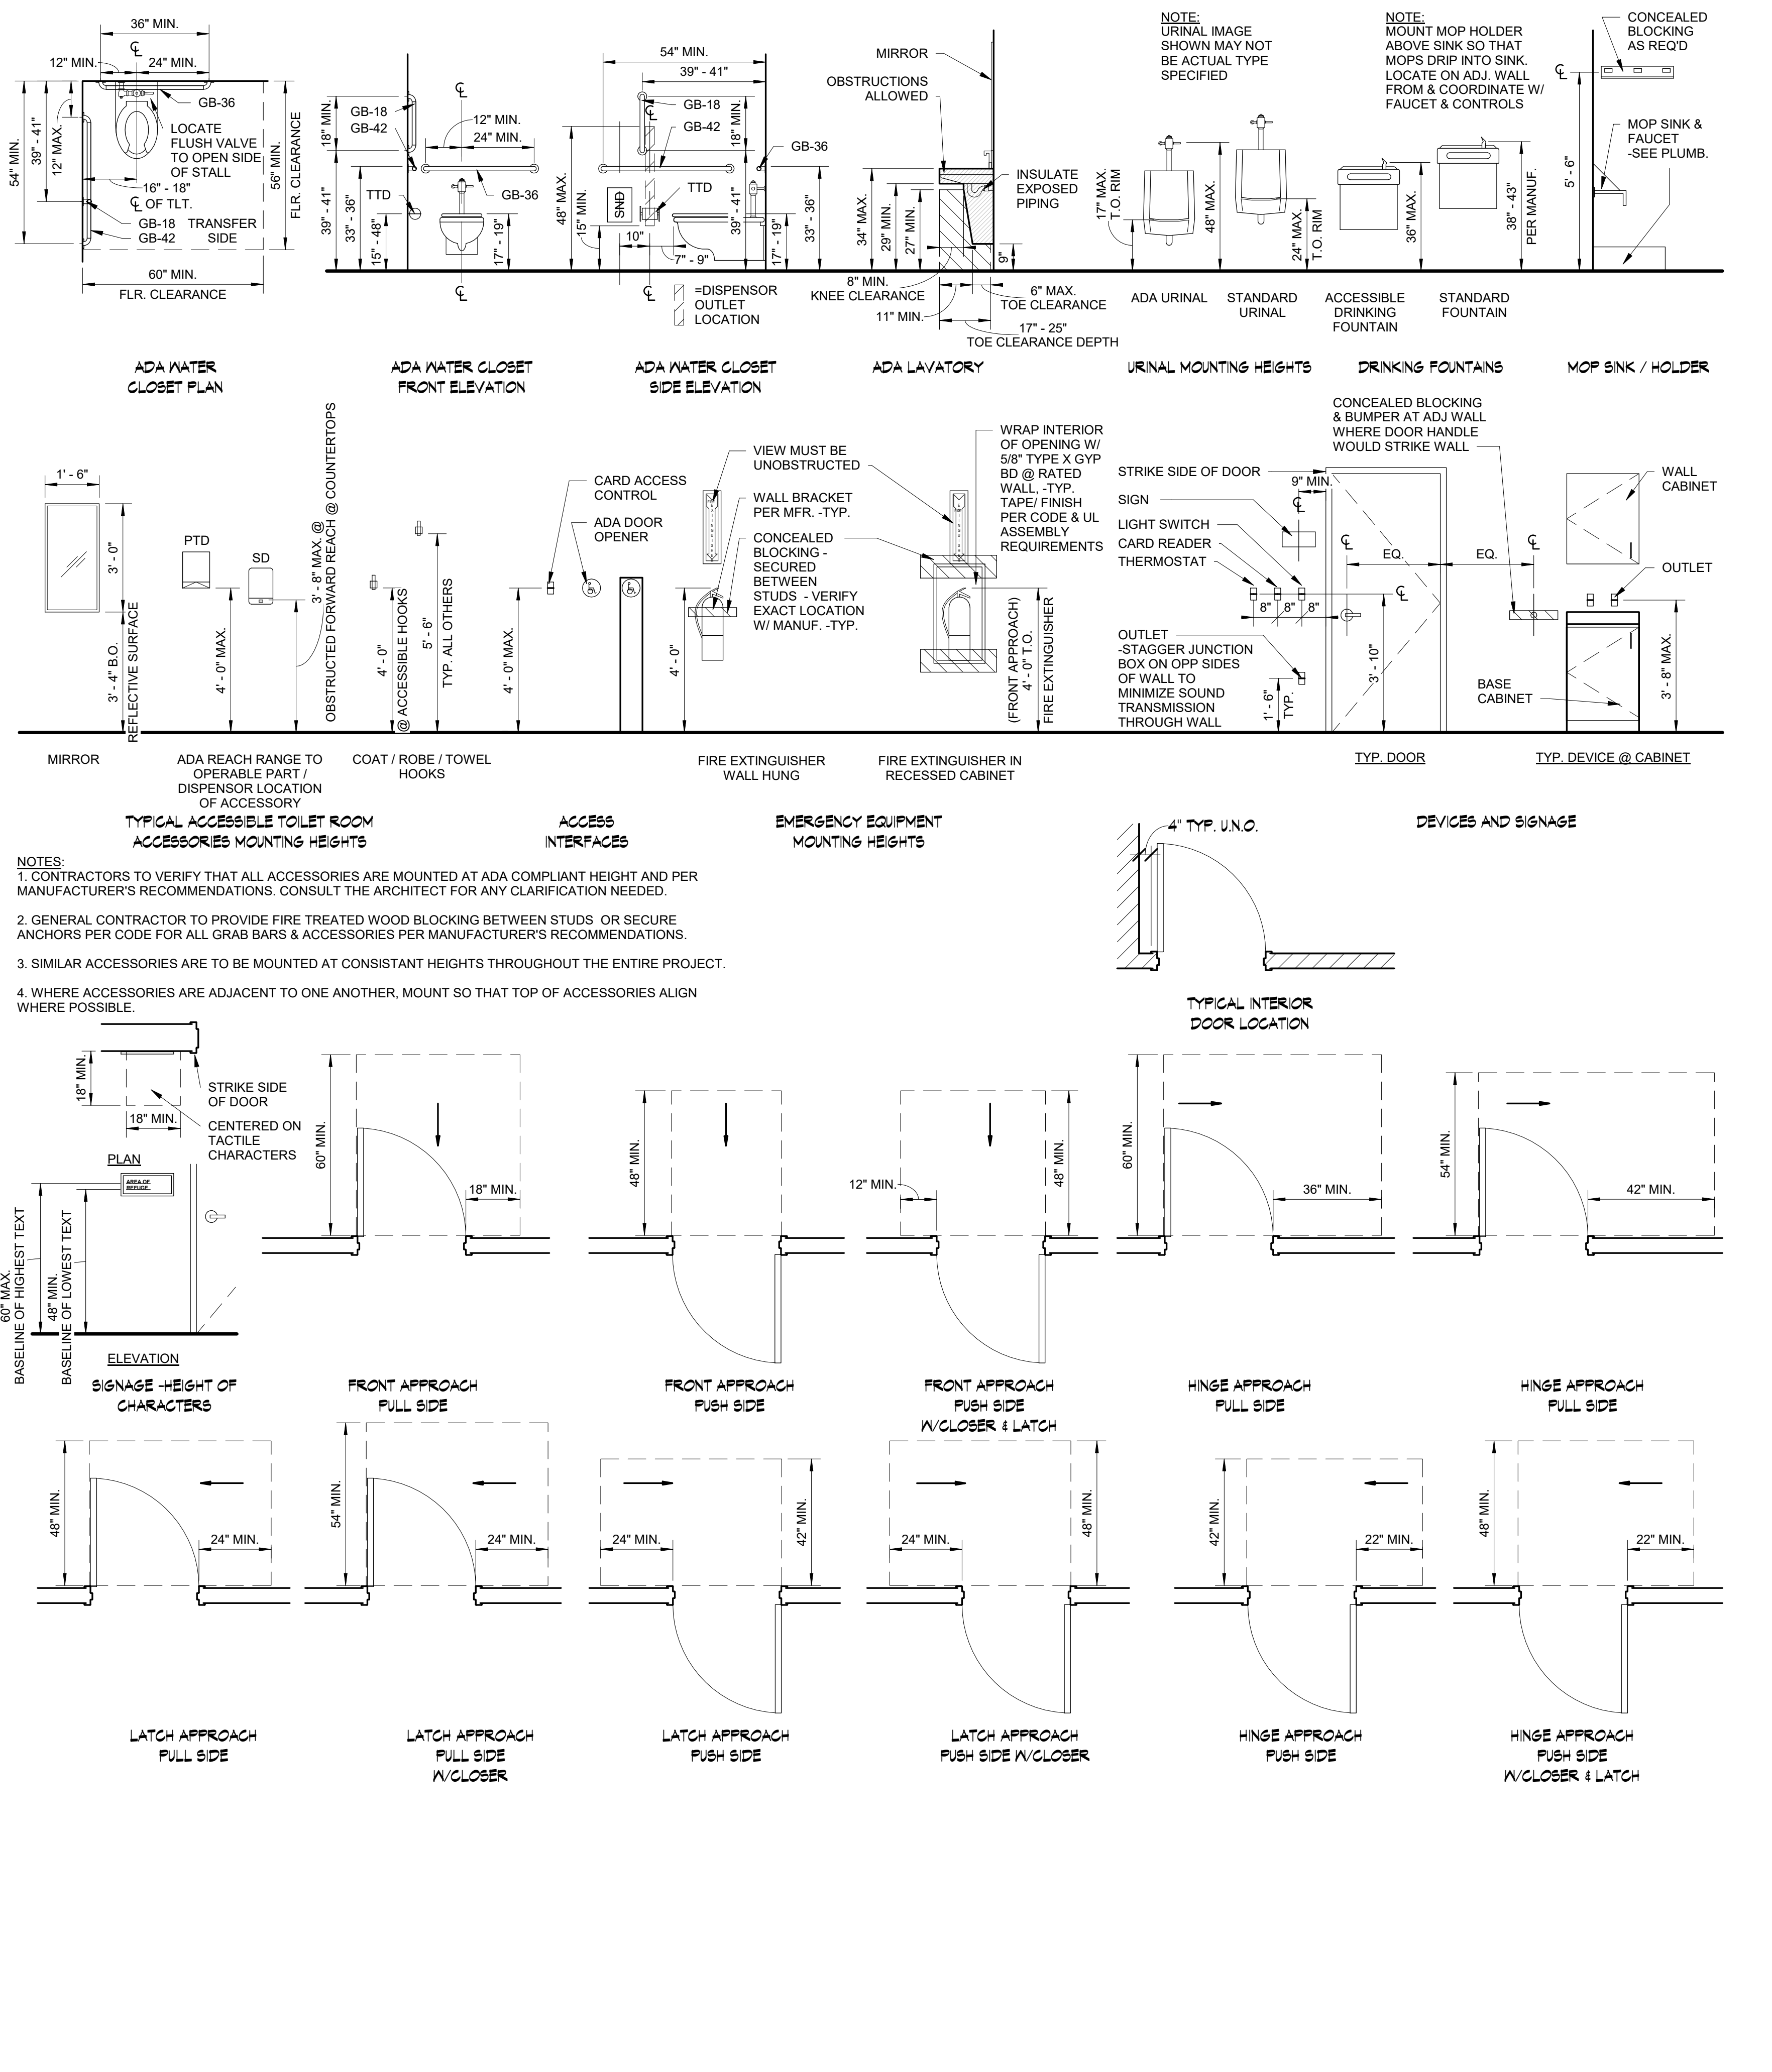 36" MIN.
℄
12" MIN.
24" MIN.
GB-36
LOCATE
FLUSH VALVE
TO OPEN SIDE
OF STALL
54" MIN.
39" - 41"
12" MAX.
16" - 18"
℄ OF TLT.
GB-18
GB-42
TRANSFER
SIDE
56" MIN.
FLR. CLEARANCE
60" MIN.
FLR. CLEARANCE
ADA WATER
CLOSET PLAN
GB-18
GB-42
℄
12" MIN.
24" MIN.
GB-36
TTD
18" MIN.
39" - 41"
33" - 36"
15" - 48"
17" - 19"
℄
ADA WATER CLOSET
FRONT ELEVATION
54" MIN.
39" - 41"
GB-18
℄
GB-42
18" MIN.
GB-36
48" MAX.
15" MIN.
SND
TTD
10"
7" - 9"
39" - 41"
17" - 19"
33" - 36"
℄
=DISPENSOR
OUTLET
LOCATION
ADA WATER CLOSET
SIDE ELEVATION
MIRROR
OBSTRUCTIONS
ALLOWED
INSULATE
EXPOSED
PIPING
34" MAX.
29" MIN.
27" MIN.
9"
8" MIN.
KNEE CLEARANCE
6" MAX.
TOE CLEARANCE
11" MIN.
17" - 25"
TOE CLEARANCE DEPTH
ADA LAVATORY
NOTE:
URINAL IMAGE
SHOWN MAY NOT
BE ACTUAL TYPE
SPECIFIED
17" MAX.
T.O. RIM
48" MAX.
24" MAX.
T.O. RIM
ADA URINAL
STANDARD
URINAL
URINAL MOUNTING HEIGHTS
NOTE:
MOUNT MOP HOLDER
ABOVE SINK SO THAT
MOPS DRIP INTO SINK.
LOCATE ON ADJ. WALL
FROM & COORDINATE W/
FAUCET & CONTROLS
36" MAX.
38" - 43"
PER MANUF.
ACCESSIBLE
DRINKING
FOUNTAIN
STANDARD
FOUNTAIN
DRINKING FOUNTAINS
CONCEALED
BLOCKING
AS REQ'D
℄
5' - 6"
MOP SINK &
FAUCET
-SEE PLUMB.
MOP SINK / HOLDER
1' - 6"
3' - 0"
3' - 4" B.O.
REFLECTIVE SURFACE
MIRROR
PTD
SD
4' - 0" MAX.
3' - 8" MAX. @
OBSTRUCTED FORWARD REACH @ COUNTERTOPS
ADA REACH RANGE TO
OPERABLE PART /
DISPENSOR LOCATION
OF ACCESSORY
4' - 0"
@ ACCESSIBLE HOOKS
5' - 6"
TYP. ALL OTHERS
COAT / ROBE / TOWEL
HOOKS
TYPICAL ACCESSIBLE TOILET ROOM
ACCESSORIES MOUNTING HEIGHTS
CARD ACCESS
CONTROL
ADA DOOR
OPENER
4' - 0" MAX.
ACCESS
INTERFACES
VIEW MUST BE
UNOBSTRUCTED
WALL BRACKET
PER MFR. -TYP.
CONCEALED
BLOCKING -
SECURED
BETWEEN
STUDS - VERIFY
EXACT LOCATION
W/ MANUF. -TYP.
4' - 0"
FIRE EXTINGUISHER
WALL HUNG
WRAP INTERIOR
OF OPENING W/
5/8" TYPE X GYP
BD @ RATED
WALL, -TYP.
TAPE/ FINISH
PER CODE & UL
ASSEMBLY
REQUIREMENTS
(FRONT APPROACH)
4' - 0" T.O.
FIRE EXTINGUISHER
FIRE EXTINGUISHER IN
RECESSED CABINET
EMERGENCY EQUIPMENT
MOUNTING HEIGHTS
CONCEALED BLOCKING
& BUMPER AT ADJ WALL
WHERE DOOR HANDLE
WOULD STRIKE WALL
STRIKE SIDE OF DOOR
9" MIN.
SIGN
℄
LIGHT SWITCH
CARD READER
THERMOSTAT
8"
8"
8"
℄
EQ.
EQ.
℄
℄
OUTLET
-STAGGER JUNCTION
BOX ON OPP SIDES
OF WALL TO
MINIMIZE SOUND
TRANSMISSION
THROUGH WALL
1' - 6"
TYP.
3' - 10"
TYP. DOOR
WALL
CABINET
OUTLET
BASE
CABINET
3' - 8" MAX.
TYP. DEVICE @ CABINET
DEVICES AND SIGNAGE
NOTES:
1. CONTRACTORS TO VERIFY THAT ALL ACCESSORIES ARE MOUNTED AT ADA COMPLIANT HEIGHT AND PER
MANUFACTURER'S RECOMMENDATIONS. CONSULT THE ARCHITECT FOR ANY CLARIFICATION NEEDED.
2. GENERAL CONTRACTOR TO PROVIDE FIRE TREATED WOOD BLOCKING BETWEEN STUDS OR SECURE
ANCHORS PER CODE FOR ALL GRAB BARS & ACCESSORIES PER MANUFACTURER'S RECOMMENDATIONS.
3. SIMILAR ACCESSORIES ARE TO BE MOUNTED AT CONSISTANT HEIGHTS THROUGHOUT THE ENTIRE PROJECT.
4. WHERE ACCESSORIES ARE ADJACENT TO ONE ANOTHER, MOUNT SO THAT TOP OF ACCESSORIES ALIGN
WHERE POSSIBLE.
4" TYP. U.N.O.
TYPICAL INTERIOR
DOOR LOCATION
18" MIN.
18" MIN.
STRIKE SIDE
OF DOOR
CENTERED ON
TACTILE
CHARACTERS
PLAN
AREA OF
REFUGE
60" MAX.
BASELINE OF HIGHEST TEXT
48" MIN.
BASELINE OF LOWEST TEXT
ELEVATION
SIGNAGE -HEIGHT OF
CHARACTERS
60" MIN.
18" MIN.
FRONT APPROACH
PULL SIDE
48" MIN.
FRONT APPROACH
PUSH SIDE
12" MIN.
48" MIN.
FRONT APPROACH
PUSH SIDE
W/CLOSER & LATCH
60" MIN.
36" MIN.
HINGE APPROACH
PULL SIDE
54" MIN.
42" MIN.
HINGE APPROACH
PULL SIDE
48" MIN.
24" MIN.
LATCH APPROACH
PULL SIDE
54" MIN.
24" MIN.
LATCH APPROACH
PULL SIDE
W/CLOSER
24" MIN.
42" MIN.
LATCH APPROACH
PUSH SIDE
24" MIN.
48" MIN.
LATCH APPROACH
PUSH SIDE W/CLOSER
42" MIN.
22" MIN.
HINGE APPROACH
PUSH SIDE
48" MIN.
22" MIN.
HINGE APPROACH
PUSH SIDE
W/CLOSER & LATCH